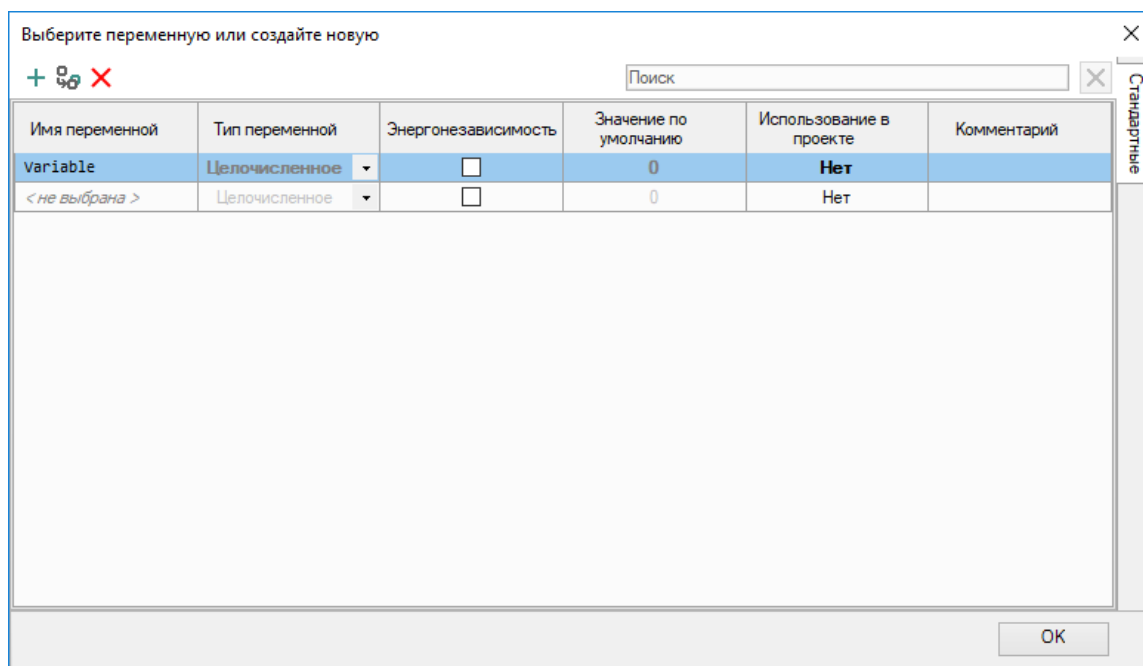 Выберите переменную или создайте новую
Поиск
Стандартные
Имя переменной
Тип переменной
Энергонезависимость
Значение по
умолчанию
Использование в
проекте
Комментарий
Variable
Целочисленное
0
Нет
<не выбрана >
Целочисленное
0
Нет
OK